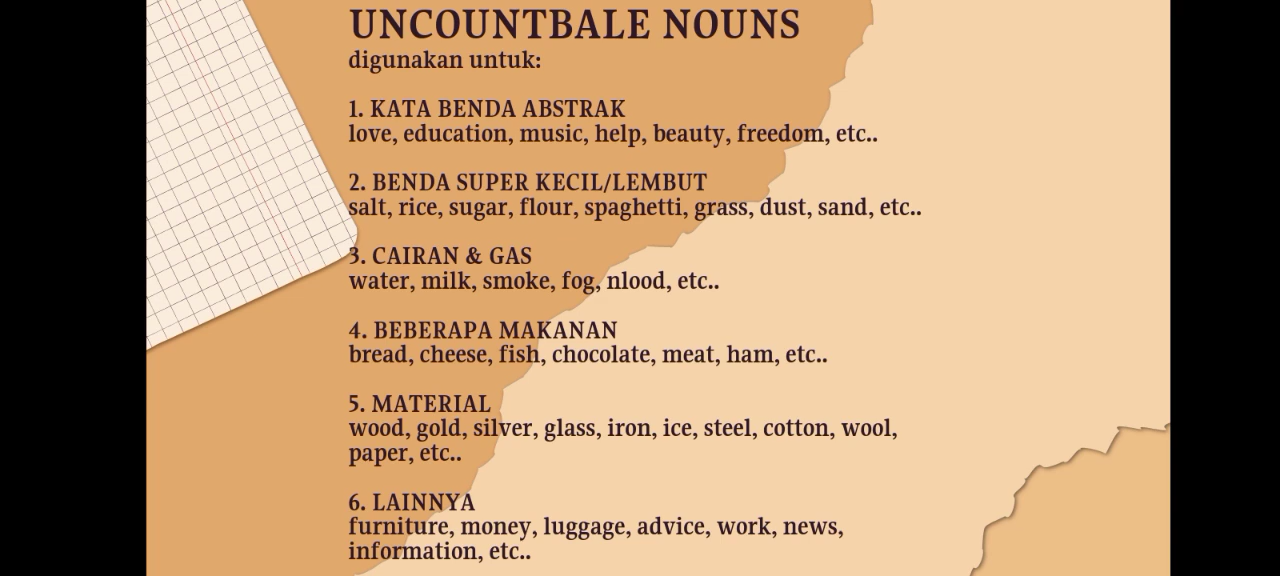 UNCOUNTBALE NOUNS
digunakan untuk:
1. KATA BENDA ABSTRAK
love, education, music, help, beauty, freedom, etc..
2. BENDA SUPER KECIL/LEMBUT
salt, rice, sugar, flour, spaghetti, grass, dust, sand, etc..
3. CAIRAN & GAS
water, milk, smoke, fog, nlood, etc..
4. BEBERAPA MAKANAN
bread, cheese, fish, chocolate, meat, ham, etc..
5. MATERIAL
wood, gold, silver, glass, iron, ice, steel, cotton, wool,
paper, etc..
6. LAINNYA
furniture, money, luggage, advice, work, news,
information, etc..